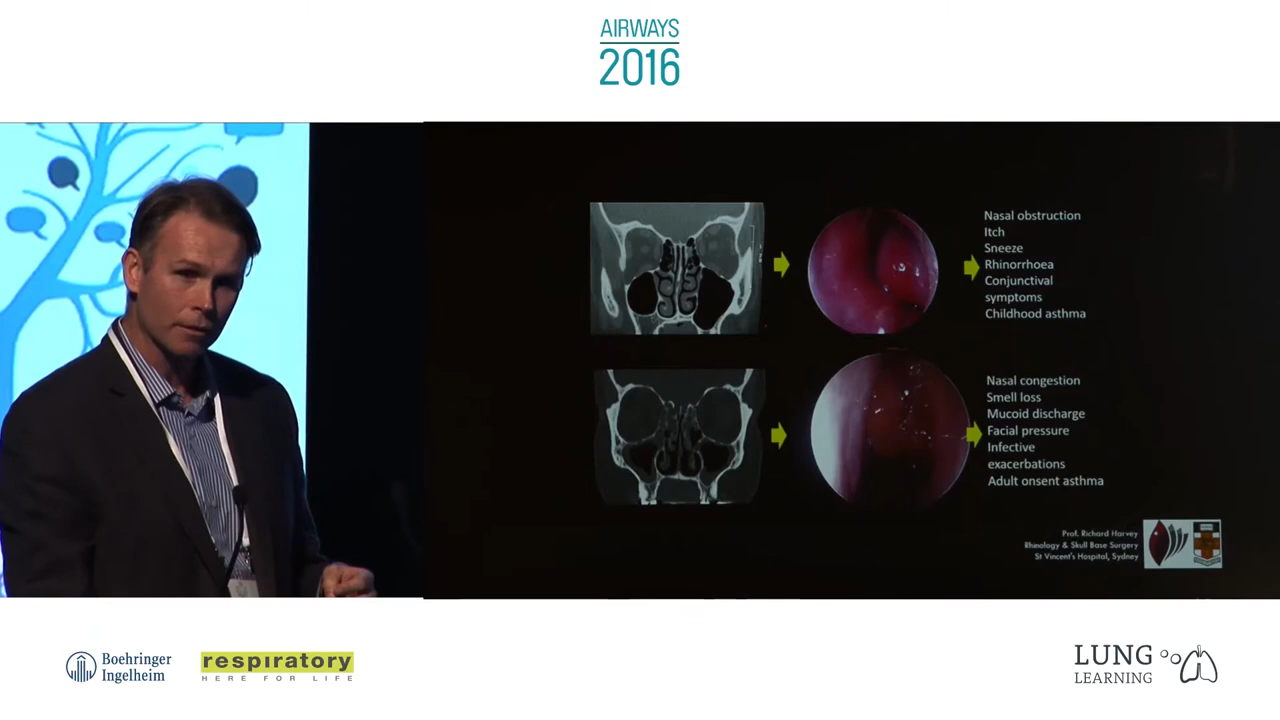 AIRWAYS
2016
Nasal obstruction
Itch
Sneeze
Rhinorrhoea
Conjunctival
symptoms
Childhood asthma
Nasal congestion
Smell loss
Mucoid discharge
Facial pressure
Infective
exacerbations
Adult onsent asthma
Prof. Richard Harvey
Rhinology & Skull Base Surgery
St Vincent's Hospital, Sydney
Boehringer
Ingelheim
respiratory
HERE FOR LIFE
LUNG
LEARNING